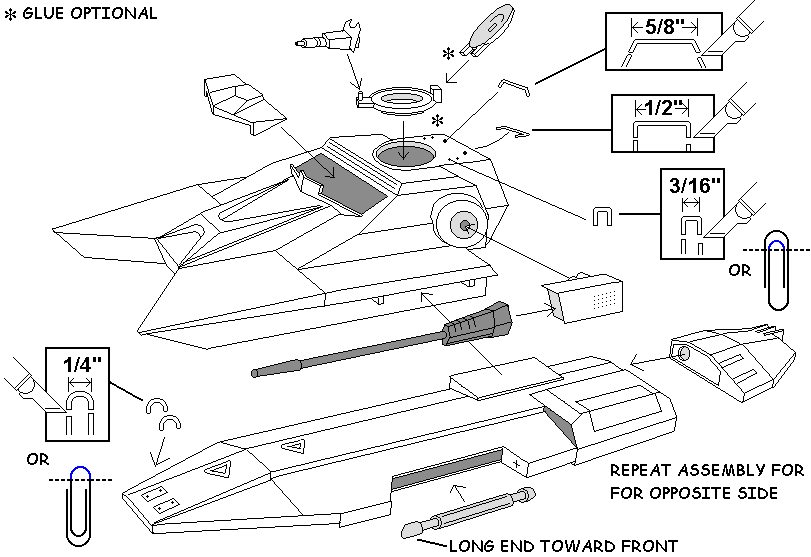 * GLUE OPTIONAL
*
*
5/8"
1/2"
3/16"
OR
1/4"
OR
REPEAT ASSEMBLY FOR
FOR OPPOSITE SIDE
LONG END TOWARD FRONT